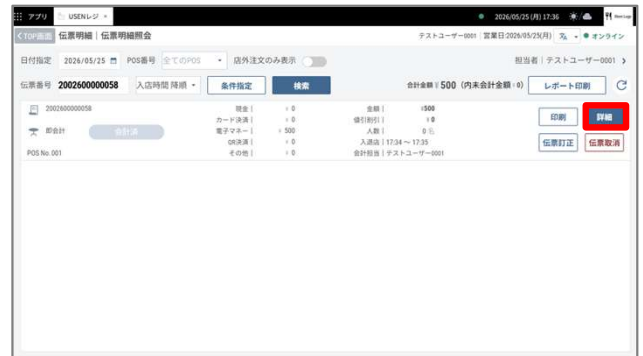 アプリ USENレジ × 2026/05/25(月) 17:36
<TOP画面 伝票明細 | 伝票明細照会 テストユーザー0001 営業日:2026/05/25(月) オンライン
日付指定 2026/05/25 POS番号 全てのPOS 店外注文のみ表示 担当者 | テストユーザー0001 >
伝票番号 2002600000058 入店時間 降順 条件指定 検索 合計金額 ¥500 (内未会計金額 ¥0) レポート印刷
2002600000058 現金 | ¥ 0 金額 | ¥500 印刷 詳細
カード決済 | ¥ 0 値引割引 | ¥ 0
即会計 会計済 電子マネー | ¥ 500 人数 | 0 名
QR決済 | ¥ 0 入退店 | 17:34 ～ 17:35 伝票訂正 伝票取消
POS No. 001 その他 | ¥ 0 会計担当 | テストユーザー0001